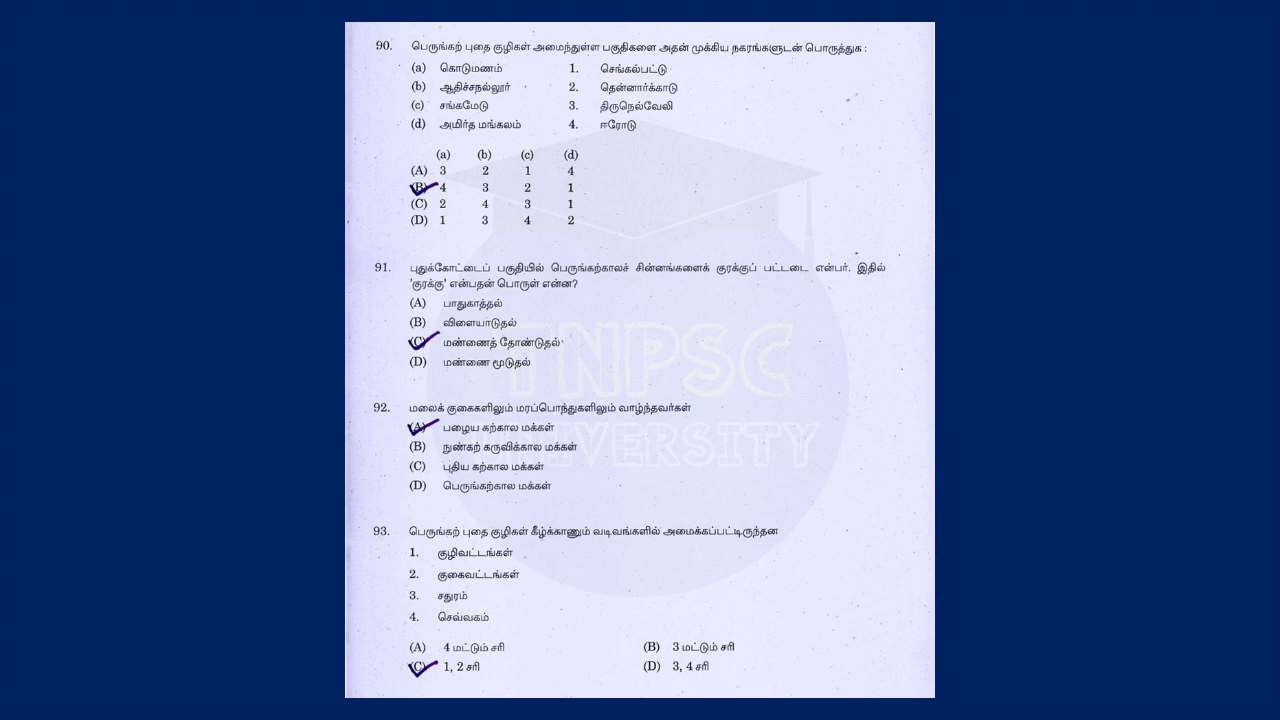 90. பெருங்கற் புதை குழிகள் அமைந்துள்ள பகுதிகளை அதன் முக்கிய நகரங்களுடன் பொருத்துக :
(a) கொடுமணம் 1. செங்கல்பட்டு
(b) ஆதிச்சநல்லூர் 2. தென்னார்க்காடு
(c) சங்கமேடு 3. திருநெல்வேலி
(d) அமிர்த மங்கலம் 4. ஈரோடு
(a) (b) (c) (d)
(A) 3 2 1 4
(B) 4 3 2 1
(C) 2 4 3 1
(D) 1 3 4 2
91. புதுக்கோட்டைப் பகுதியில் பெருங்கற்காலச் சின்னங்களைக் குரக்குப் பட்டடை என்பர். இதில்
'குரக்கு' என்பதன் பொருள் என்ன?
(A) பாதுகாத்தல்
(B) விளையாடுதல்
(C) மண்ணைத் தோண்டுதல்
(D) மண்ணை மூடுதல்
TNPSC
92. மலைக் குகைகளிலும் மரப்பொந்துகளிலும் வாழ்ந்தவர்கள்
(A) பழைய கற்கால மக்கள்
(B) நுண்கற் கருவிக்கால மக்கள்
UNIVERSITY
(C) புதிய கற்கால மக்கள்
(D) பெருங்கற்கால மக்கள்
93. பெருங்கற் புதை குழிகள் கீழ்க்காணும் வடிவங்களில் அமைக்கப்பட்டிருந்தன
1. குழிவட்டங்கள்
2. குகைவட்டங்கள்
3. சதுரம்
4. செவ்வகம்
(A) 4 மட்டும் சரி (B) 3 மட்டும் சரி
(C) 1, 2 சரி (D) 3, 4 சரி